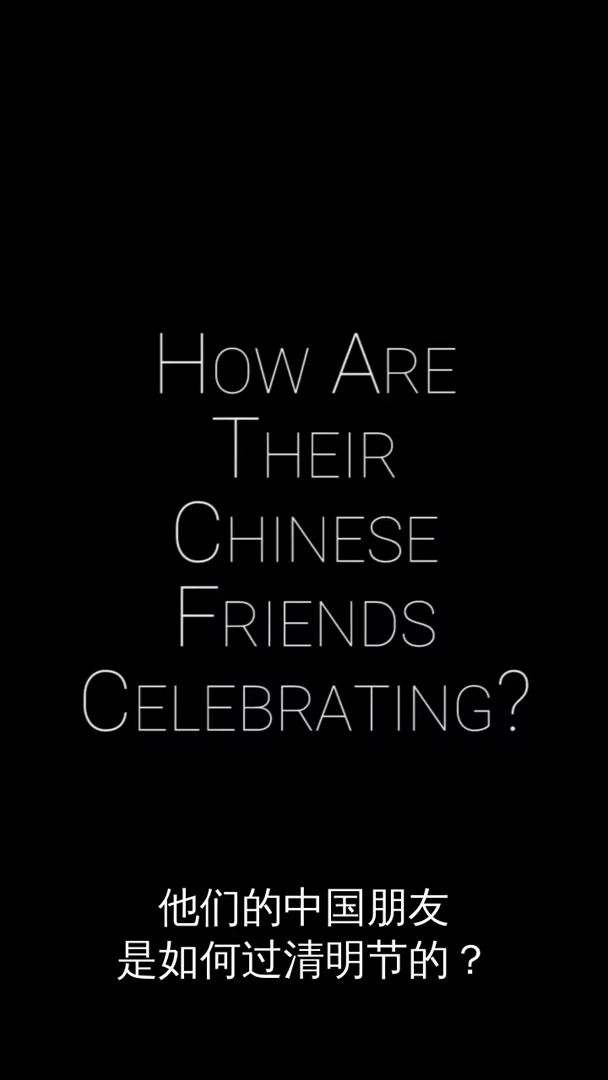 How Are
Their
Chinese
Friends
Celebrating?
他们的中国朋友
是如何过清明节的？